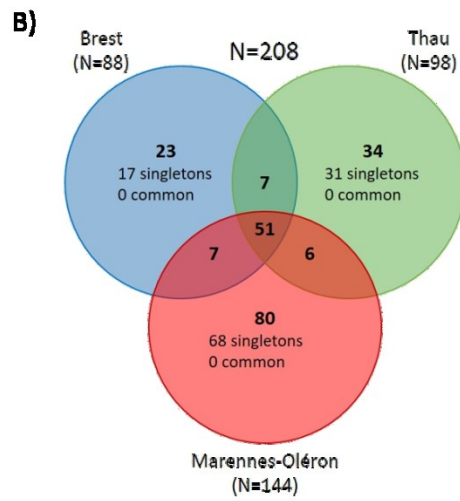 B)
Brest
(N=88)
N=208
Thau
(N=98)
23
17 singletons
0 common
7
34
31 singletons
0 common
51
7
6
80
68 singletons
0 common
Marennes-Oléron
(N=144)